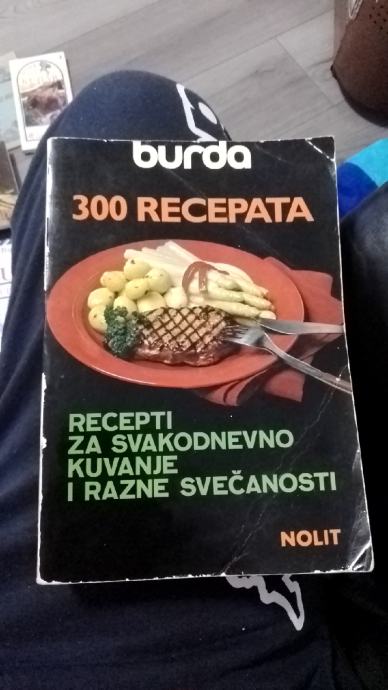 burda
300 RECEPATA
RECEPTI
ZA SVAKODNEVNO
KUVANJE
I RAZNE SVEČANOSTI
NOLIT